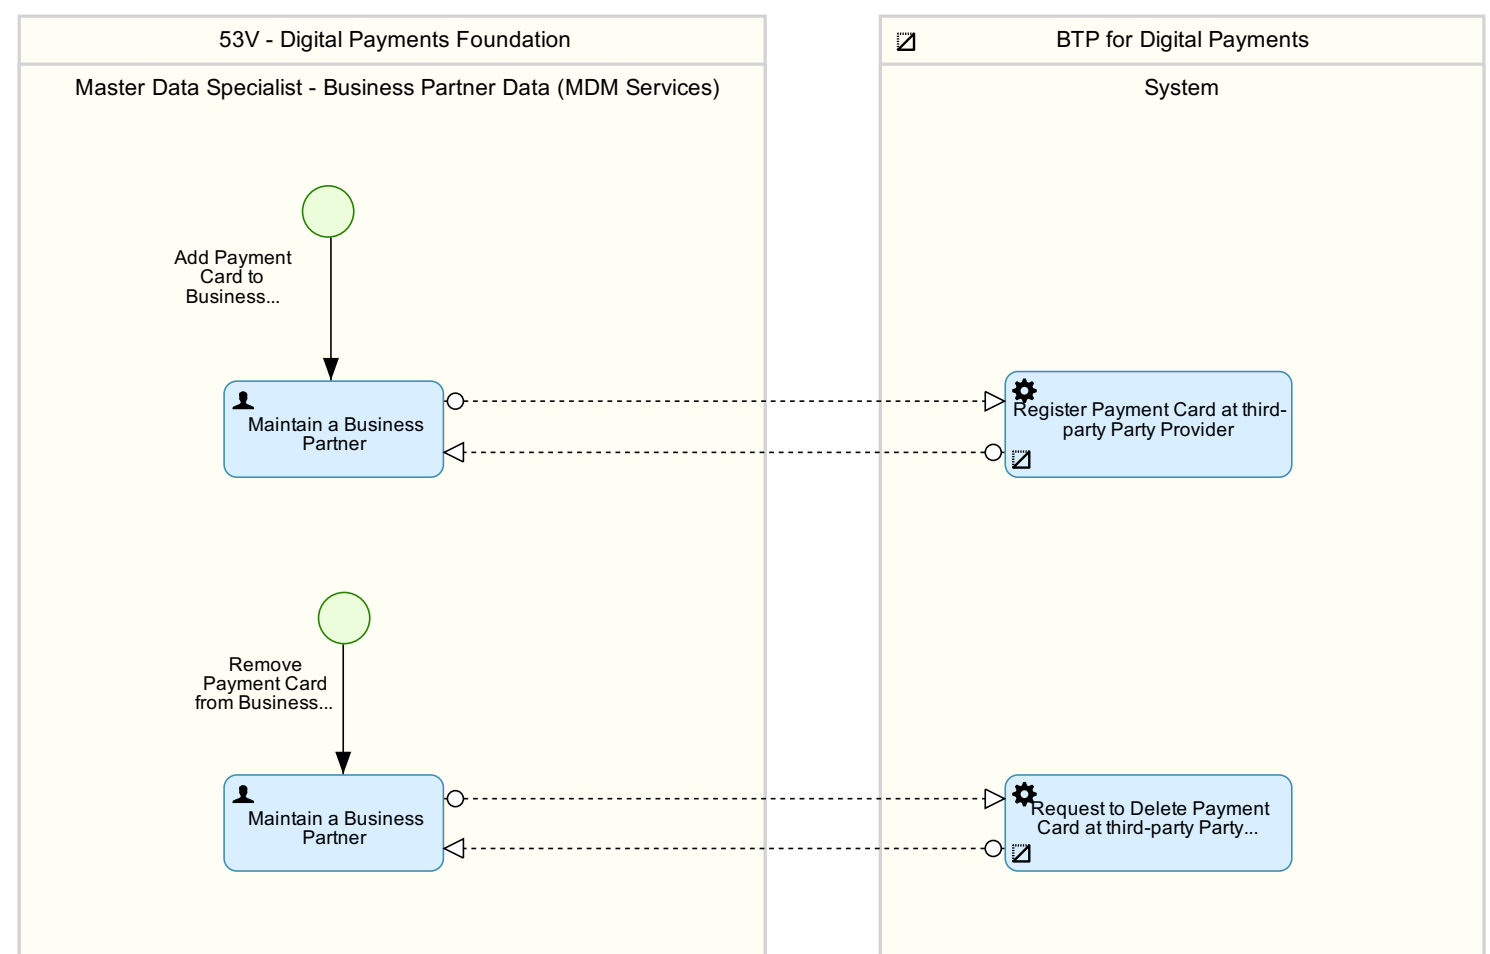 53V - Digital Payments Foundation
BTP for Digital Payments
Master Data Specialist - Business Partner Data (MDM Services)
System
Add Payment
Card to
Business...
Maintain a Business
Partner
Register Payment Card at third-
party Party Provider
Remove
Payment Card
from Business...
Maintain a Business
Partner
Request to Delete Payment
Card at third-party Party...